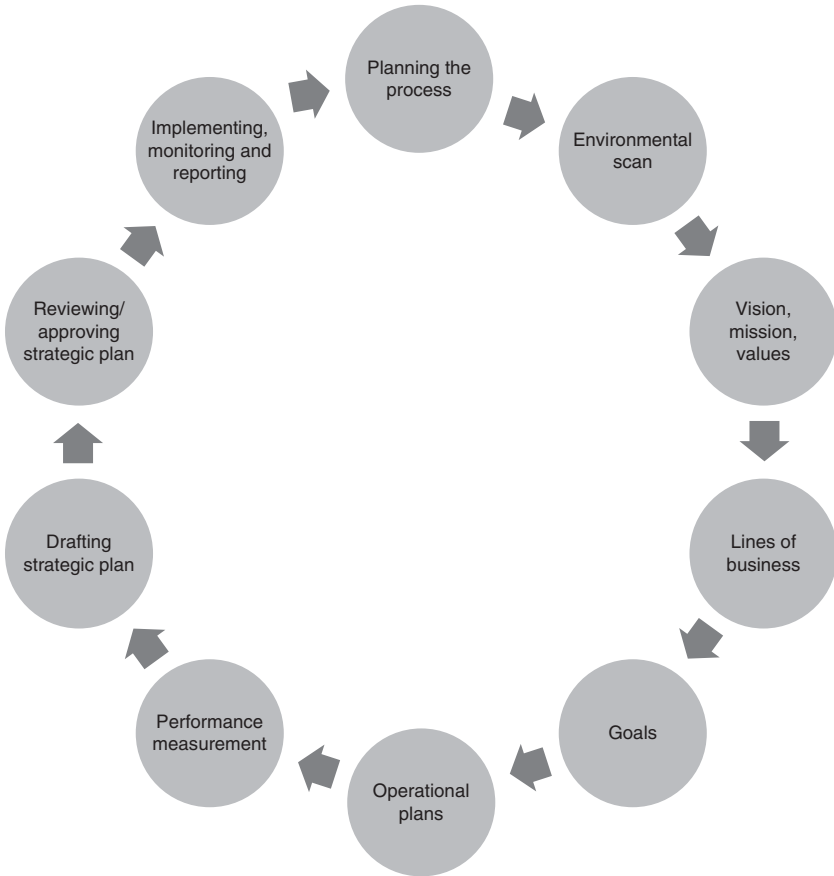 Planning the
process
Environmental
scan
Vision,
mission,
values
Lines of
business
Goals
Operational
plans
Performance
measurement
Drafting
strategic plan
Reviewing/
approving
strategic plan
Implementing,
monitoring and
reporting